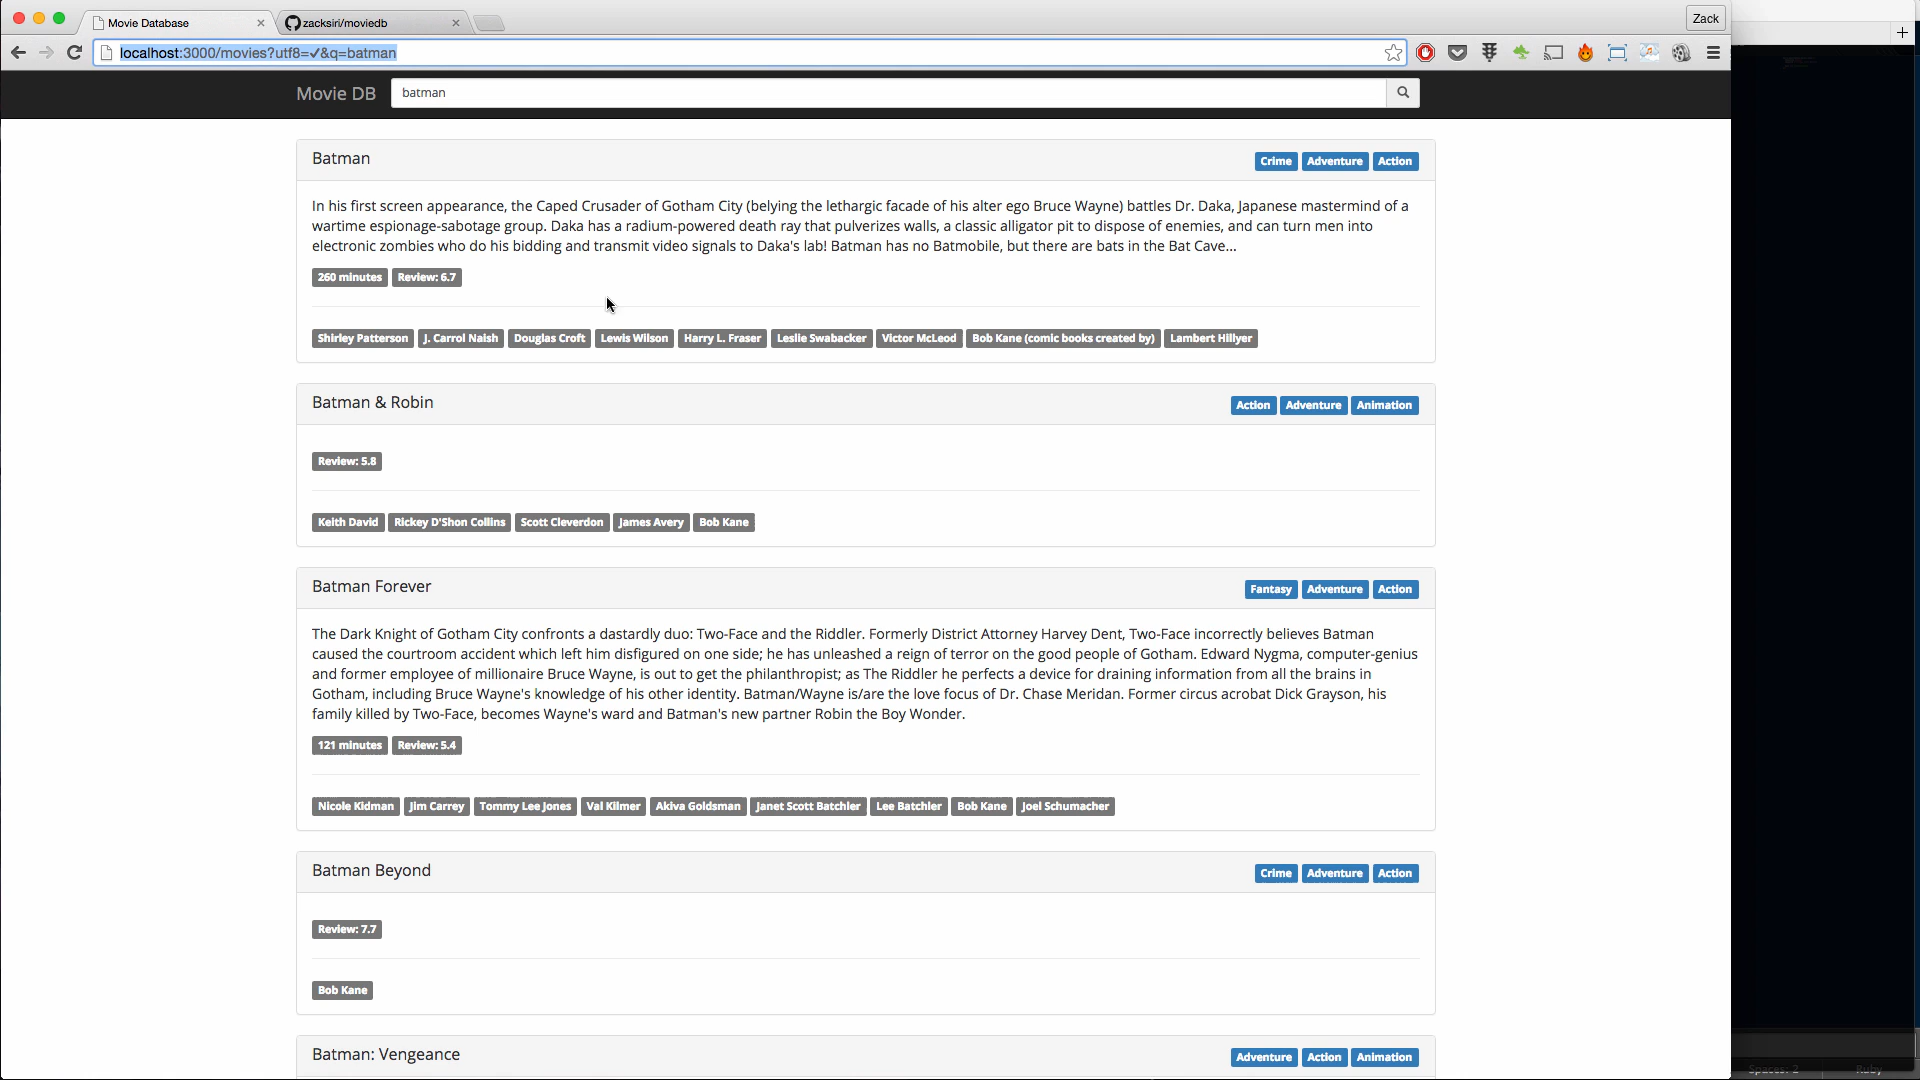 Movie Database
zacksiri/moviedb
Zack
localhost:3000/movies?utf8=✓&q=batman
Movie DB
batman
Batman
Crime Adventure Action
In his first screen appearance, the Caped Crusader of Gotham City (belying the lethargic facade of his alter ego Bruce Wayne) battles Dr. Daka, Japanese mastermind of a
wartime espionage-sabotage group. Daka has a radium-powered death ray that pulverizes walls, a classic alligator pit to dispose of enemies, and can turn men into
electronic zombies who do his bidding and transmit video signals to Daka's lab! Batman has no Batmobile, but there are bats in the Bat Cave...
260 minutes Review: 6.7
Shirley Patterson J. Carrol Naish Douglas Croft Lewis Wilson Harry L. Fraser Leslie Swabacker Victor McLeod Bob Kane (comic books created by) Lambert Hillyer
Batman & Robin
Action Adventure Animation
Review: 5.8
Keith David Rickey D'Shon Collins Scott Cleverdon James Avery Bob Kane
Batman Forever
Fantasy Adventure Action
The Dark Knight of Gotham City confronts a dastardly duo: Two-Face and the Riddler. Formerly District Attorney Harvey Dent, Two-Face incorrectly believes Batman
caused the courtroom accident which left him disfigured on one side; he has unleashed a reign of terror on the good people of Gotham. Edward Nygma, computer-genius
and former employee of millionaire Bruce Wayne, is out to get the philanthropist; as The Riddler he perfects a device for draining information from all the brains in
Gotham, including Bruce Wayne's knowledge of his other identity. Batman/Wayne is/are the love focus of Dr. Chase Meridan. Former circus acrobat Dick Grayson, his
family killed by Two-Face, becomes Wayne's ward and Batman's new partner Robin the Boy Wonder.
121 minutes Review: 5.4
Nicole Kidman Jim Carrey Tommy Lee Jones Val Kilmer Akiva Goldsman Janet Scott Batchler Lee Batchler Bob Kane Joel Schumacher
Batman Beyond
Crime Adventure Action
Review: 7.7
Bob Kane
Batman: Vengeance
Adventure Action Animation
Spaces: 2 Ruby